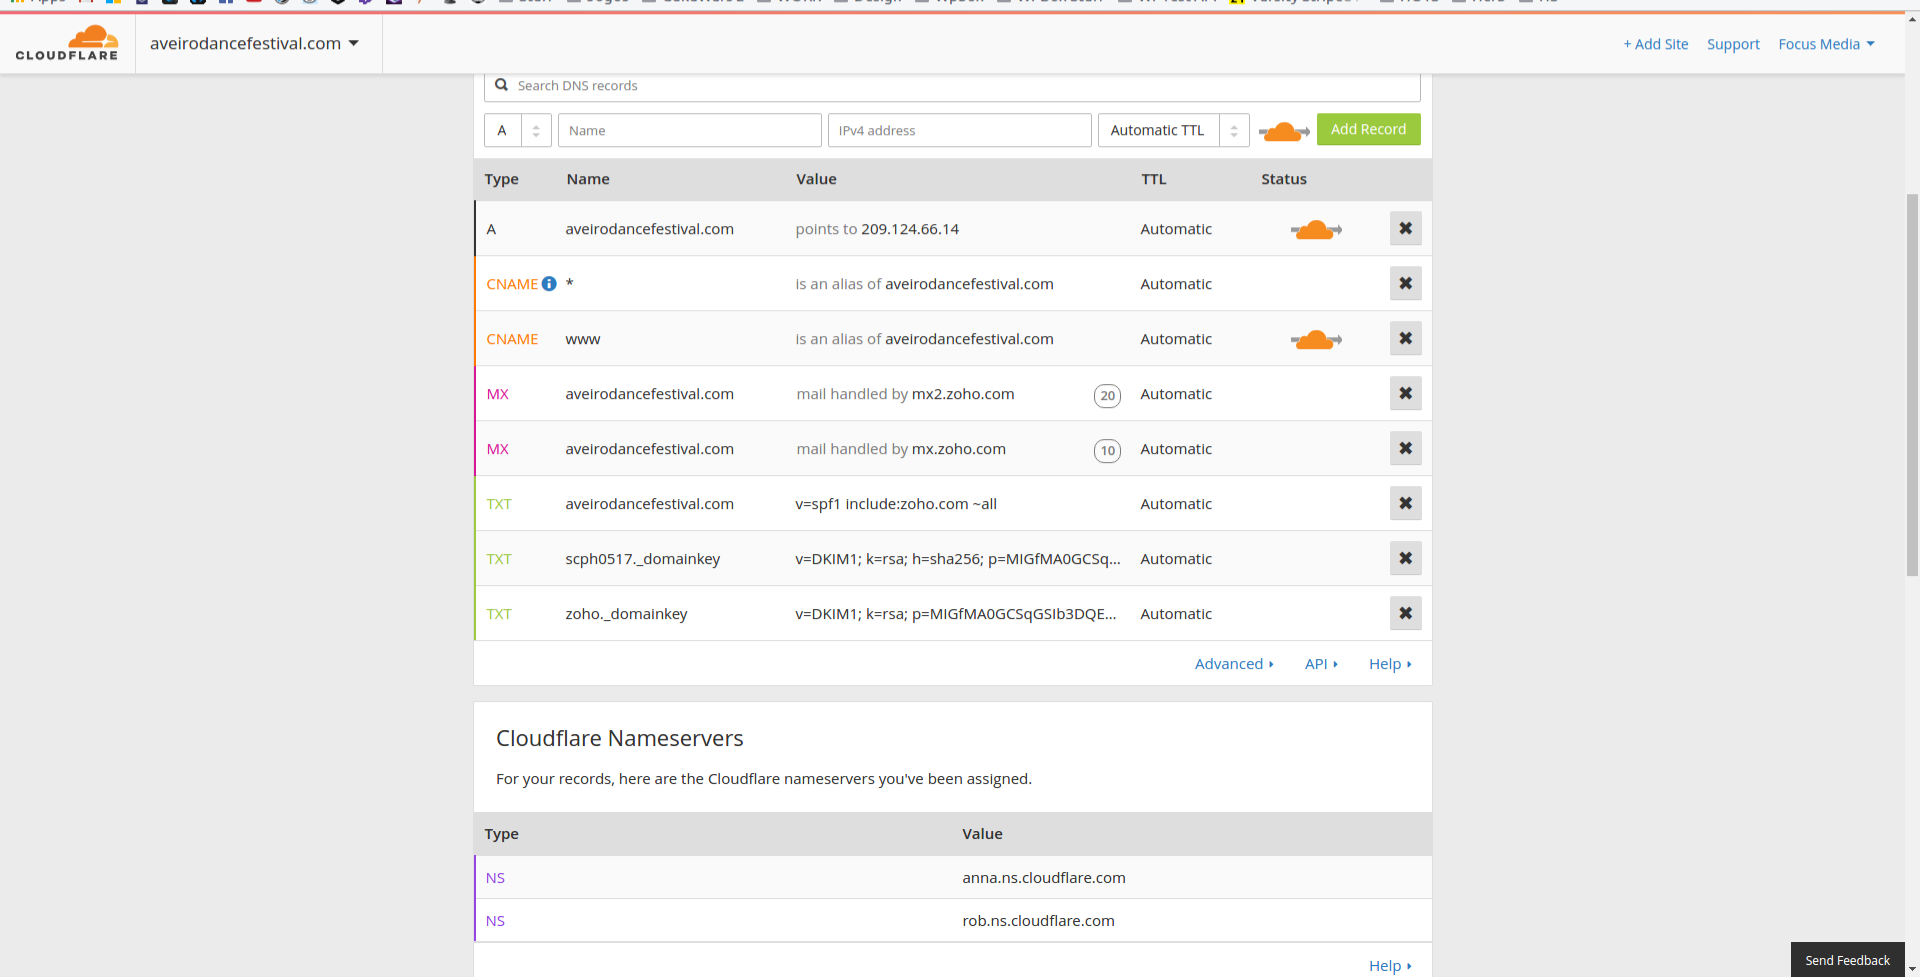 CLOUDFLARE
aveirodancefestival.com
+ Add Site Support Focus Media
Search DNS records
A Name IPv4 address Automatic TTL Add Record
Type Name Value TTL Status
A aveirodancefestival.com points to 209.124.66.14 Automatic
CNAME * is an alias of aveirodancefestival.com Automatic
CNAME www is an alias of aveirodancefestival.com Automatic
MX aveirodancefestival.com mail handled by mx2.zoho.com 20 Automatic
MX aveirodancefestival.com mail handled by mx.zoho.com 10 Automatic
TXT aveirodancefestival.com v=spf1 include:zoho.com ~all Automatic
TXT scph0517._domainkey v=DKIM1; k=rsa; h=sha256; p=MIGfMA0GCSq... Automatic
TXT zoho._domainkey v=DKIM1; k=rsa; p=MIGfMA0GCSqGSIb3DQE... Automatic
Advanced API Help
Cloudflare Nameservers
For your records, here are the Cloudflare nameservers you've been assigned.
Type Value
NS anna.ns.cloudflare.com
NS rob.ns.cloudflare.com
Help
Send Feedback